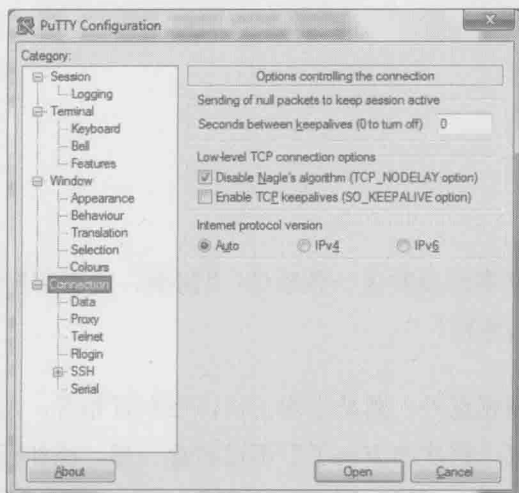 PuTTY Configuration
Category:
Session
Logging
Terminal
Keyboard
Bell
Features
Window
Appearance
Behaviour
Translation
Selection
Colours
Connection
Data
Proxy
Telnet
Rlogin
SSH
Serial
Options controlling the connection
Sending of null packets to keep session active
Seconds between keepalives (0 to turn off) 0
Low-level TCP connection options
Disable Nagle's algorithm (TCP_NODELAY option)
Enable TCP keepalives (SO_KEEPALIVE option)
Internet protocol version
Auto IPv4 IPv6
About Open Cancel